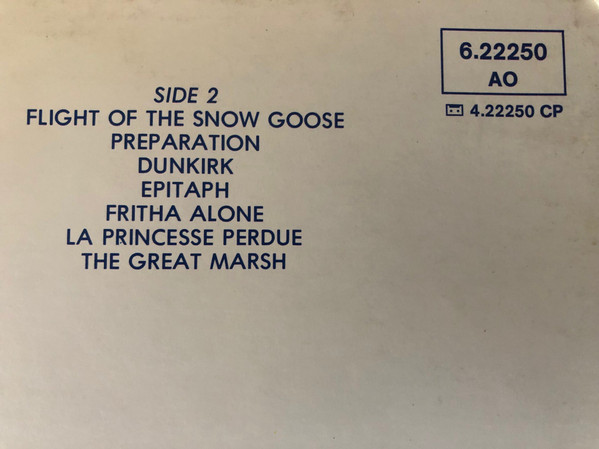 6.22250
AO
4.22250 CP
SIDE 2
FLIGHT OF THE SNOW GOOSE
PREPARATION
DUNKIRK
EPITAPH
FRITHA ALONE
LA PRINCESSE PERDUE
THE GREAT MARSH